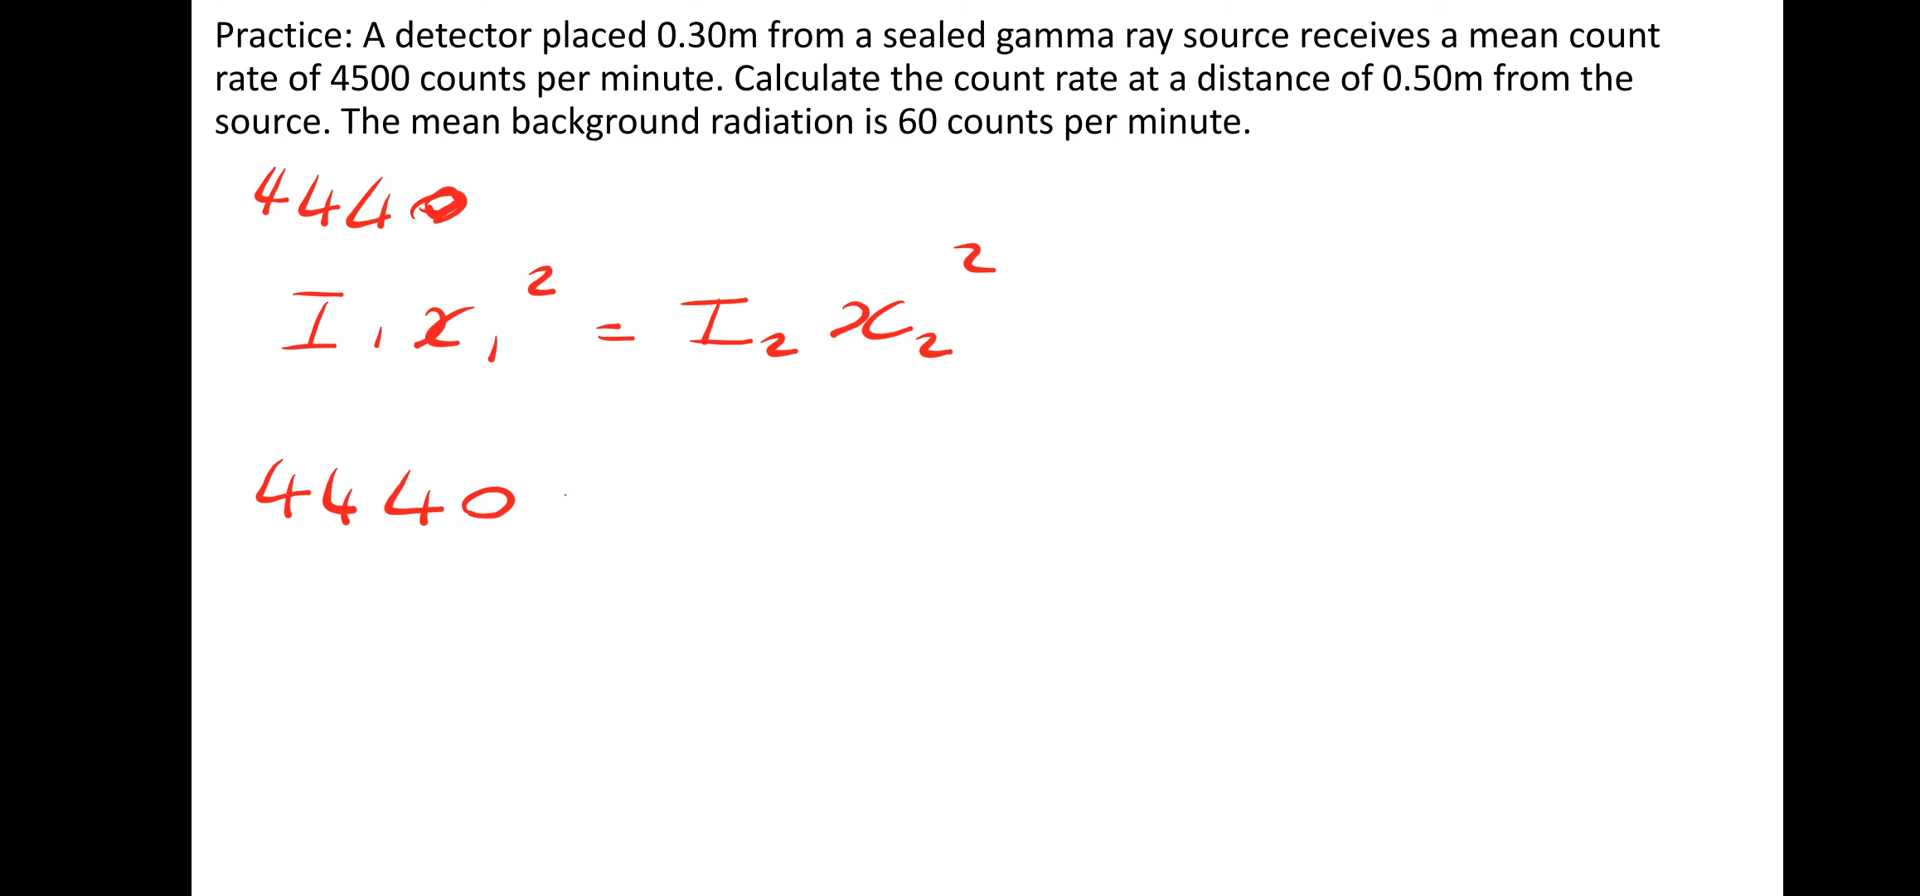 Practice: A detector placed 0.30m from a sealed gamma ray source receives a mean count
rate of 4500 counts per minute. Calculate the count rate at a distance of 0.50m from the
source. The mean background radiation is 60 counts per minute.
4440
I₁x₁² = I₂x₂²
4440